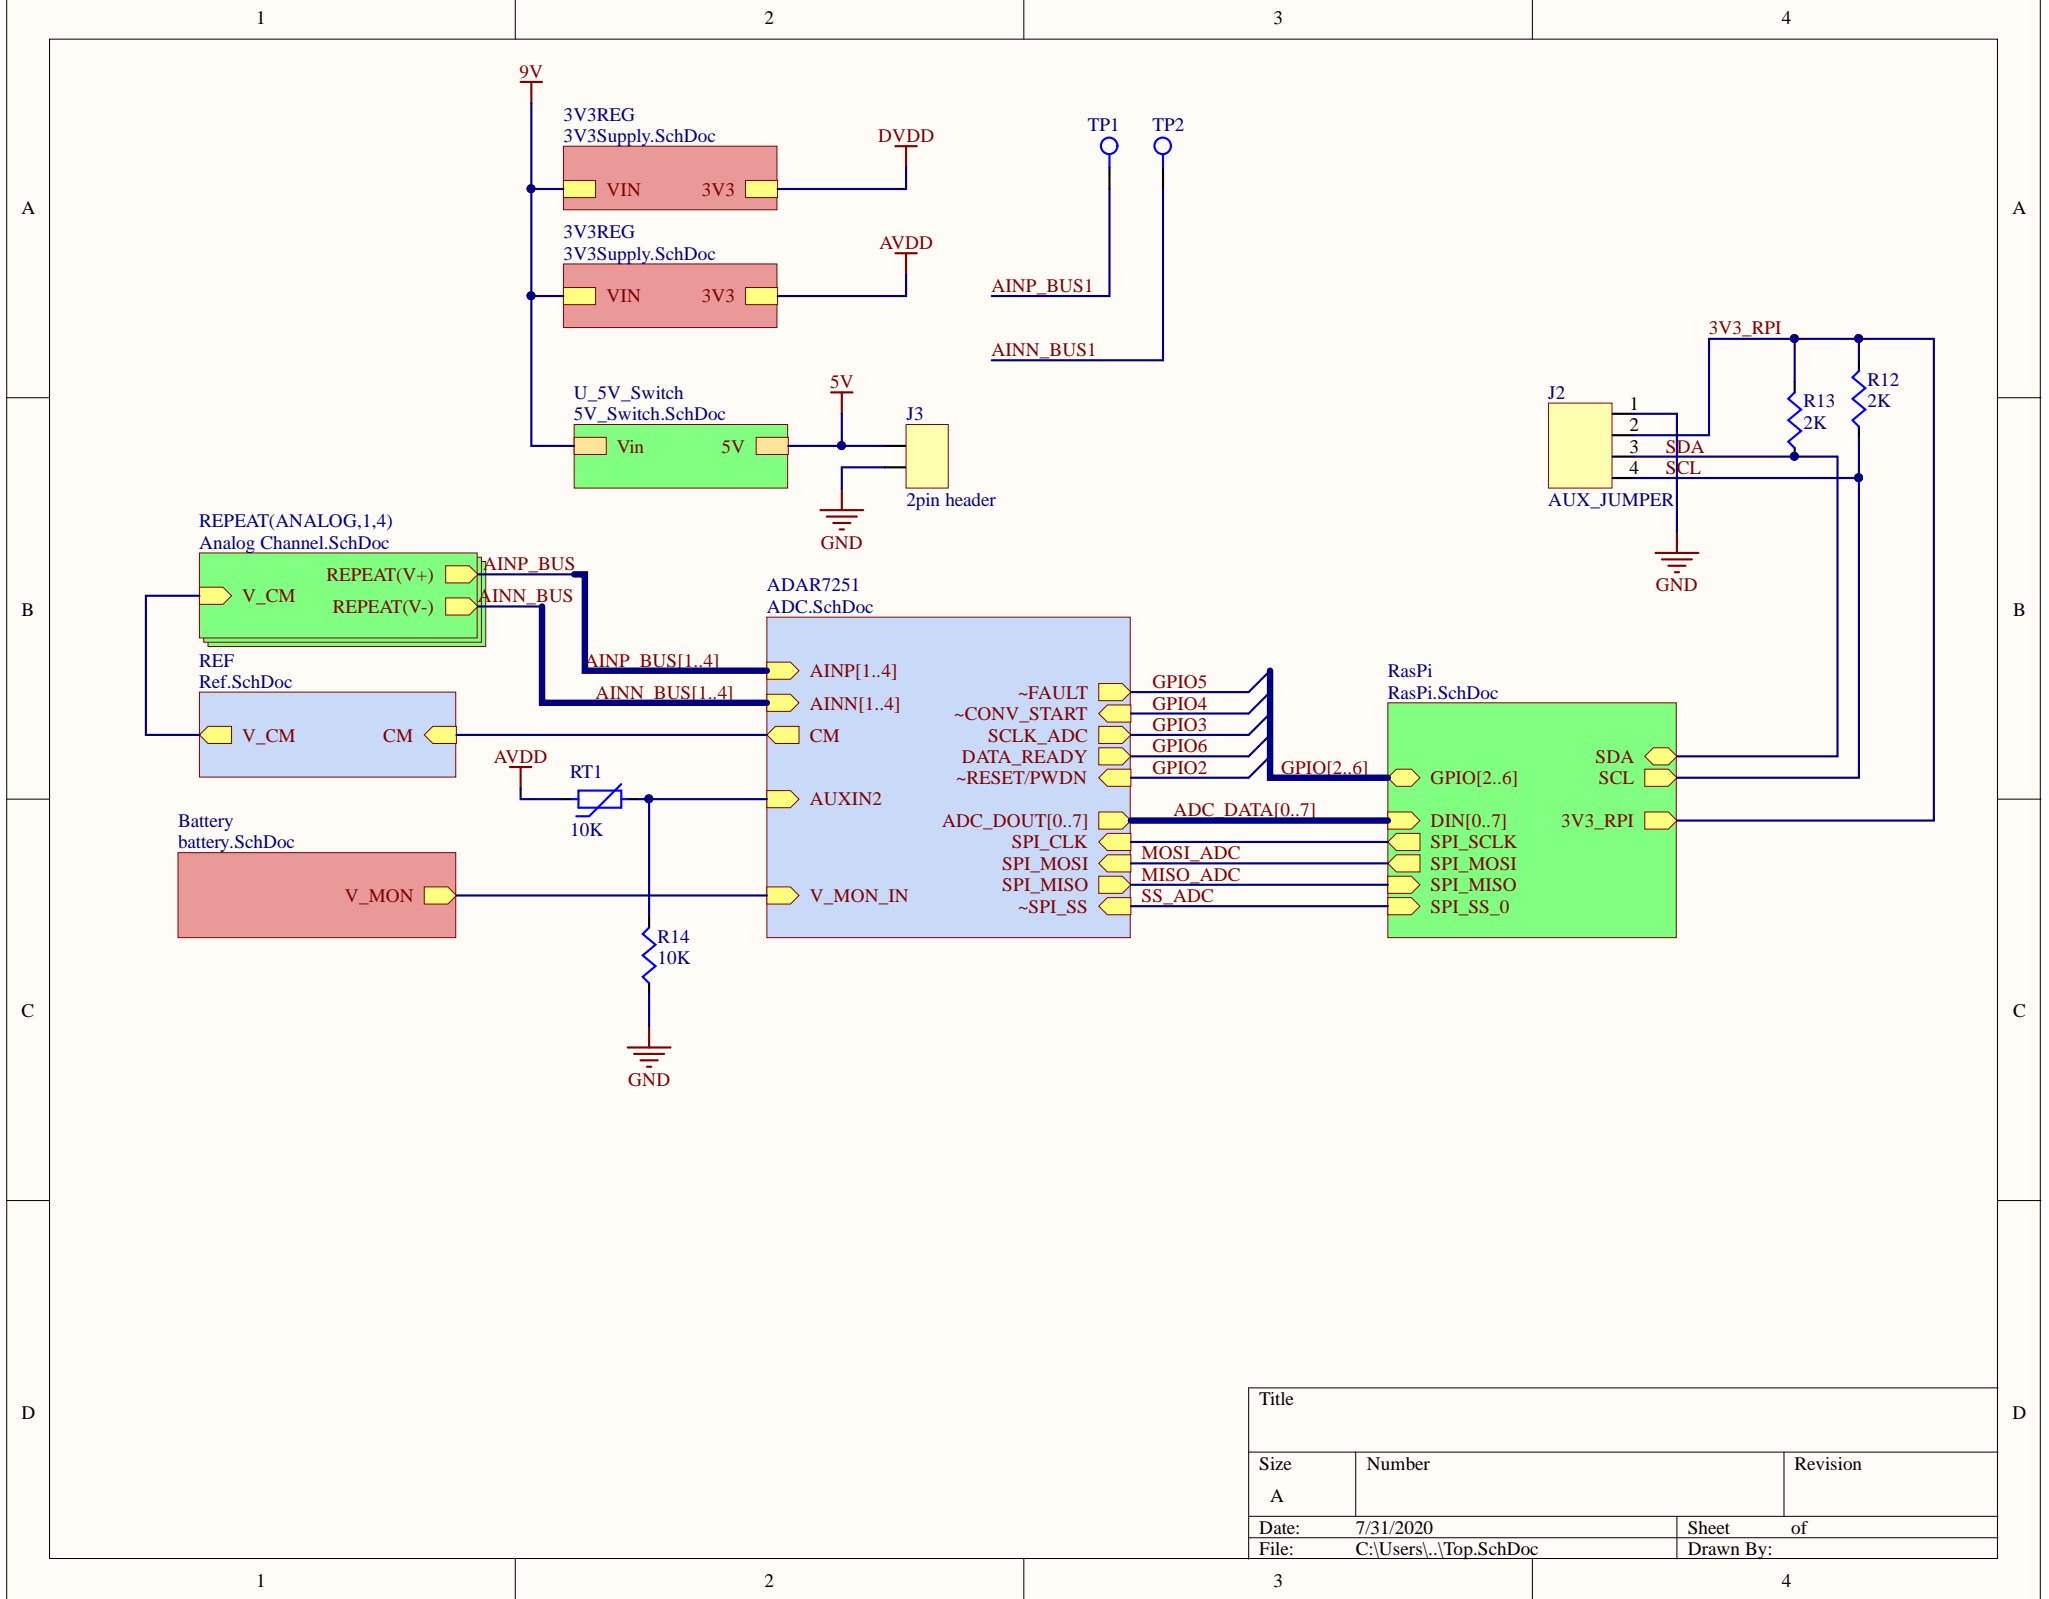 1 2 3 4
A A
B B
C C
D D
1 2 3 4
9V
3V3REG
3V3Supply.SchDoc
VIN 3V3
DVDD
3V3REG
3V3Supply.SchDoc
VIN 3V3
AVDD
TP1 TP2
AINP_BUS1
AINN_BUS1
U_5V_Switch
5V_Switch.SchDoc
Vin 5V
5V
J3
2pin header
GND
3V3_RPI
J2
1
2
3 SDA
4 SCL
AUX_JUMPER
R13
2K
R12
2K
GND
REPEAT(ANALOG,1,4)
Analog Channel.SchDoc
REPEAT(V+)
V_CM
REPEAT(V-)
AINP_BUS
AINN_BUS
AINP_BUS[1..4]
AINN_BUS[1..4]
REF
Ref.SchDoc
V_CM CM
AVDD
RT1
10K
Battery
battery.SchDoc
V_MON
R14
10K
GND
ADAR7251
ADC.SchDoc
AINP[1..4]
AINN[1..4]
CM
AUXIN2
V_MON_IN
~FAULT
~CONV_START
SCLK_ADC
DATA_READY
~RESET/PWDN
ADC_DOUT[0..7]
SPI_CLK
SPI_MOSI
SPI_MISO
~SPI_SS
GPIO5
GPIO4
GPIO3
GPIO6
GPIO2
GPIO[2..6]
ADC_DATA[0..7]
MOSI_ADC
MISO_ADC
SS_ADC
RasPi
RasPi.SchDoc
GPIO[2..6]
DIN[0..7]
SPI_SCLK
SPI_MOSI
SPI_MISO
SPI_SS_0
SDA
SCL
3V3_RPI
Title
Size Number Revision
A
Date: 7/31/2020 Sheet of
File: C:\Users\..\Top.SchDoc Drawn By: